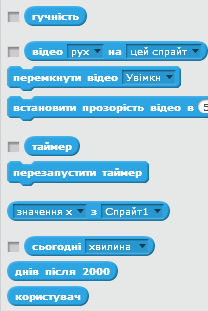 гучність
відео рух на цей спрайт
перемкнути відео Увімкн
встановити прозорість відео в 5
таймер
перезапустити таймер
значення x з Спрайт1
сьогодні хвилина
днів після 2000
користувач